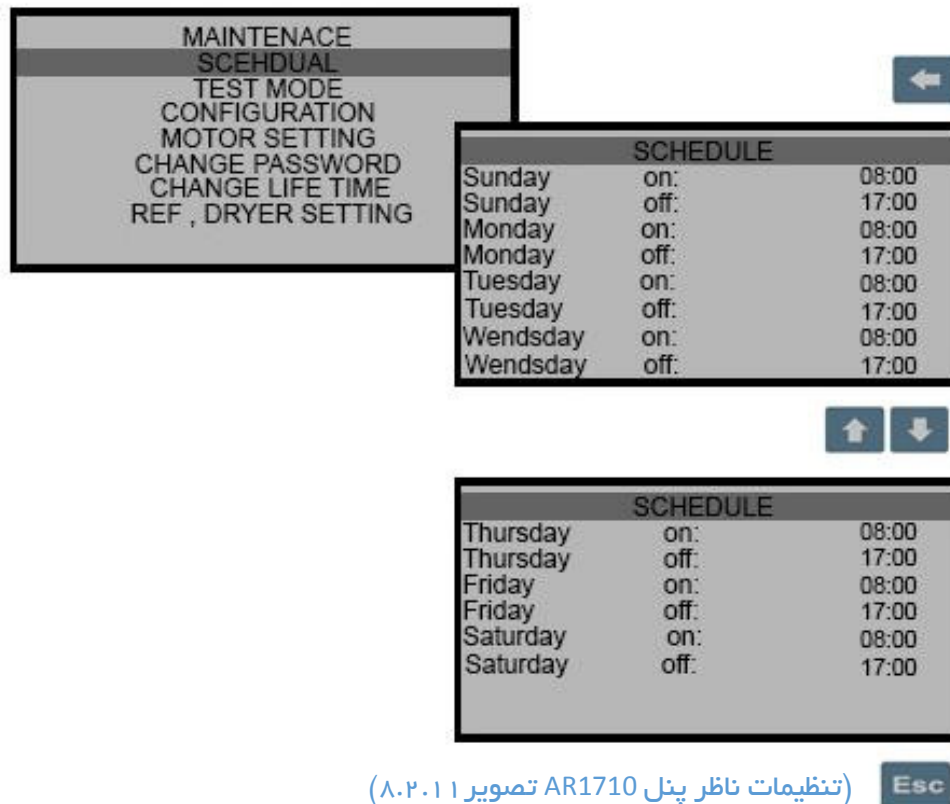 MAINTENACE
SCEHDUAL
TEST MODE
CONFIGURATION
MOTOR SETTING
CHANGE PASSWORD
CHANGE LIFE TIME
REF , DRYER SETTING
SCHEDULE
Sunday on: 08:00
Sunday off: 17:00
Monday on: 08:00
Monday off: 17:00
Tuesday on: 08:00
Tuesday off: 17:00
Wendsday on: 08:00
Wendsday off: 17:00
SCHEDULE
Thursday on: 08:00
Thursday off: 17:00
Friday on: 08:00
Friday off: 17:00
Saturday on: 08:00
Saturday off: 17:00
Esc
(تنظیمات ناظر پنل AR1710 تصویر ۸.۲.۱۱)